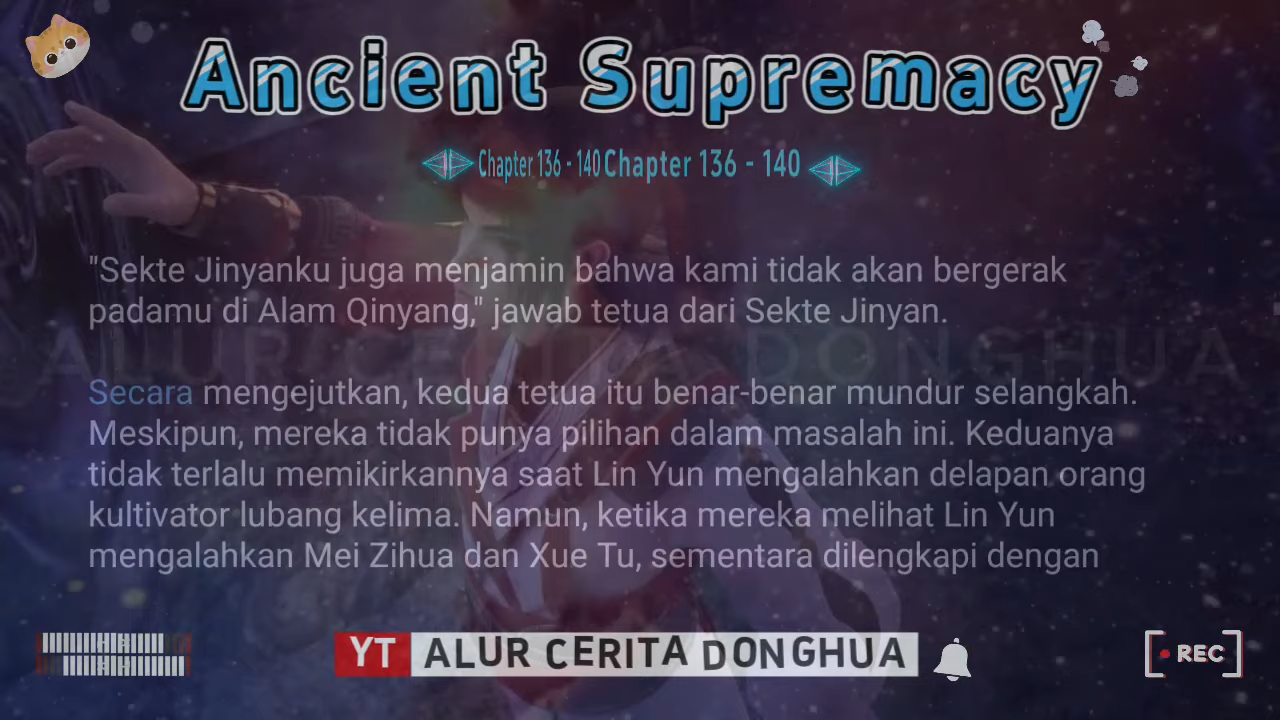 Ancient Supremacy
Chapter 136 - 140 Chapter 136 - 140
"Sekte Jinyanku juga menjamin bahwa kami tidak akan bergerak
padamu di Alam Qinyang," jawab tetua dari Sekte Jinyan.
ALUR CERITA DONGHUA
Secara mengejutkan, kedua tetua itu benar-benar mundur selangkah.
Meskipun, mereka tidak punya pilihan dalam masalah ini. Keduanya
tidak terlalu memikirkannya saat Lin Yun mengalahkan delapan orang
kultivator lubang kelima. Namun, ketika mereka melihat Lin Yun
mengalahkan Mei Zihua dan Xue Tu, sementara dilengkapi dengan
YT ALUR CERITA DONGHUA
REC